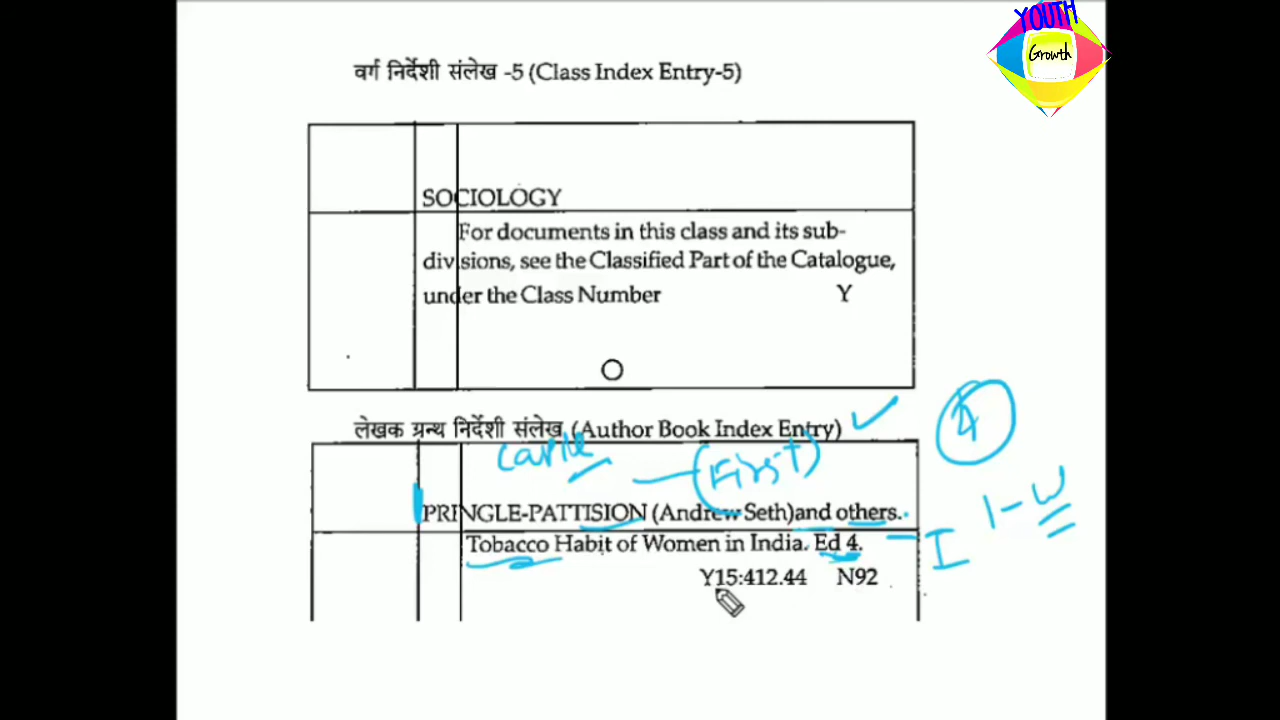 YOUTH
Growth
वर्ग निर्देशी संलेख -5 (Class Index Entry-5)
SOCIOLOGY
For documents in this class and its sub-
divisions, see the Classified Part of the Catalogue,
under the Class Number Y
लेखक ग्रन्थ निर्देशी संलेख (Author Book Index Entry)
(First)
PRINGLE-PATTISION (Andrew Seth)and others.
1-W
Tobacco Habit of Women in India. Ed 4.
I
Y15:412.44 N92